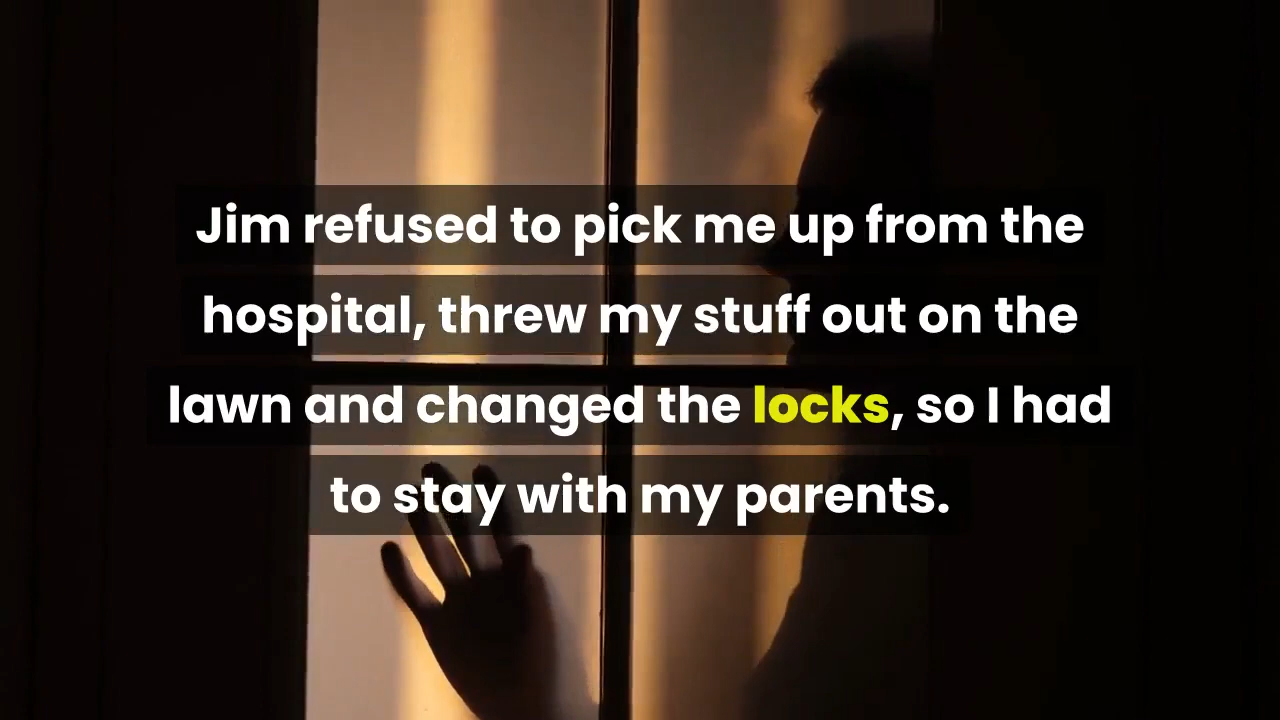 Jim refused to pick me up from the
hospital, threw my stuff out on the
lawn and changed the locks, so I had
to stay with my parents.